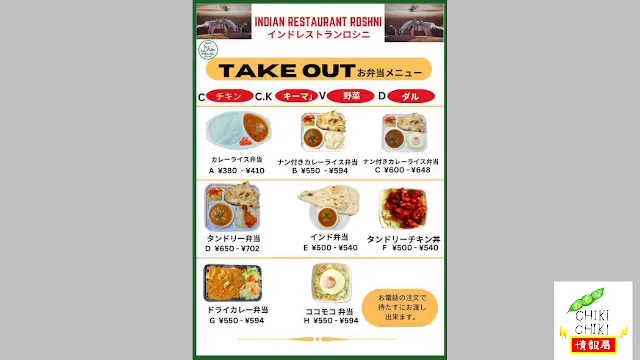 INDIAN RESTAURANT ROSHNI
インドレストランロシニ
HALAL
TAKE OUT お弁当メニュー
C チキン C.K キーマ V 野菜 D ダル
カレーライス弁当
A ¥380 - ¥410
ナン付きカレーライス弁当
B ¥550 - ¥594
ナン付きカレーライス弁当
C ¥600 - ¥648
タンドリー弁当
D ¥650 - ¥702
インド弁当
E ¥500 - ¥540
タンドリーチキン丼
F ¥500 - ¥540
ドライカレー弁当
G ¥550 - ¥594
ココモコ 弁当
H ¥550 - ¥594
お電話の注文で
待たすにお渡し
出来ます。
CHIKI
CHIKI
情報局